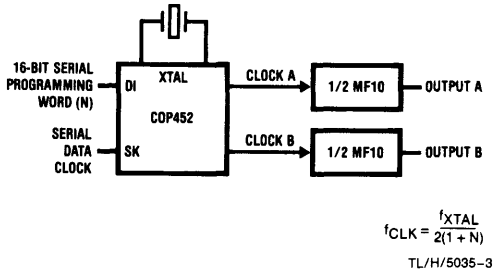 16-BIT SERIAL
PROGRAMMING
WORD (N)
DI
XTAL
COP452
SERIAL
DATA
CLOCK
SK
CLOCK A
1/2 MF10
OUTPUT A
CLOCK B
1/2 MF10
OUTPUT B
fCLK = fXTAL / 2(1 + N)
TL/H/5035-3